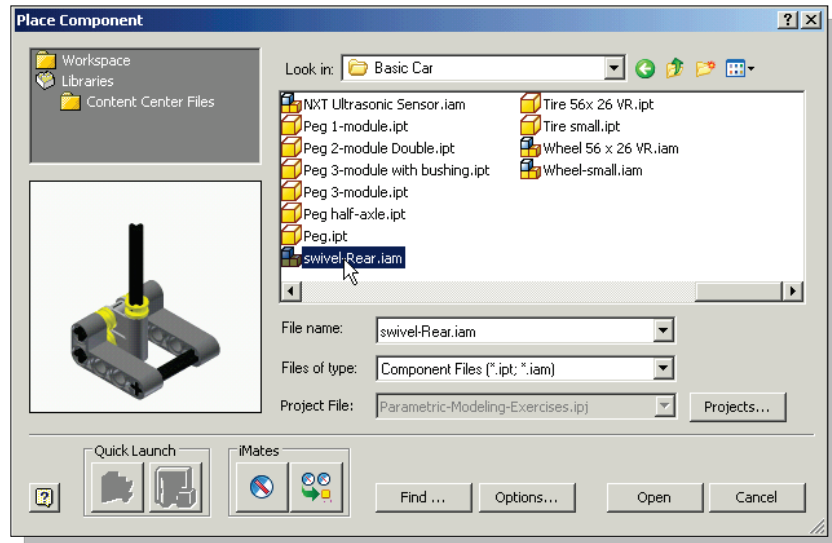 Place Component
Workspace
Libraries
Content Center Files
Look in: Basic Car
NXT Ultrasonic Sensor.iam
Peg 1-module.ipt
Peg 2-module Double.ipt
Peg 3-module with bushing.ipt
Peg 3-module.ipt
Peg half-axle.ipt
Peg.ipt
swivel-Rear.iam
Tire 56x 26 VR.ipt
Tire small.ipt
Wheel 56 x 26 VR.iam
Wheel-small.iam
File name: swivel-Rear.iam
Files of type: Component Files (*.ipt; *.iam)
Project File: Parametric-Modeling-Exercises.ipj Projects...
Quick Launch iMates
Find ... Options... Open Cancel